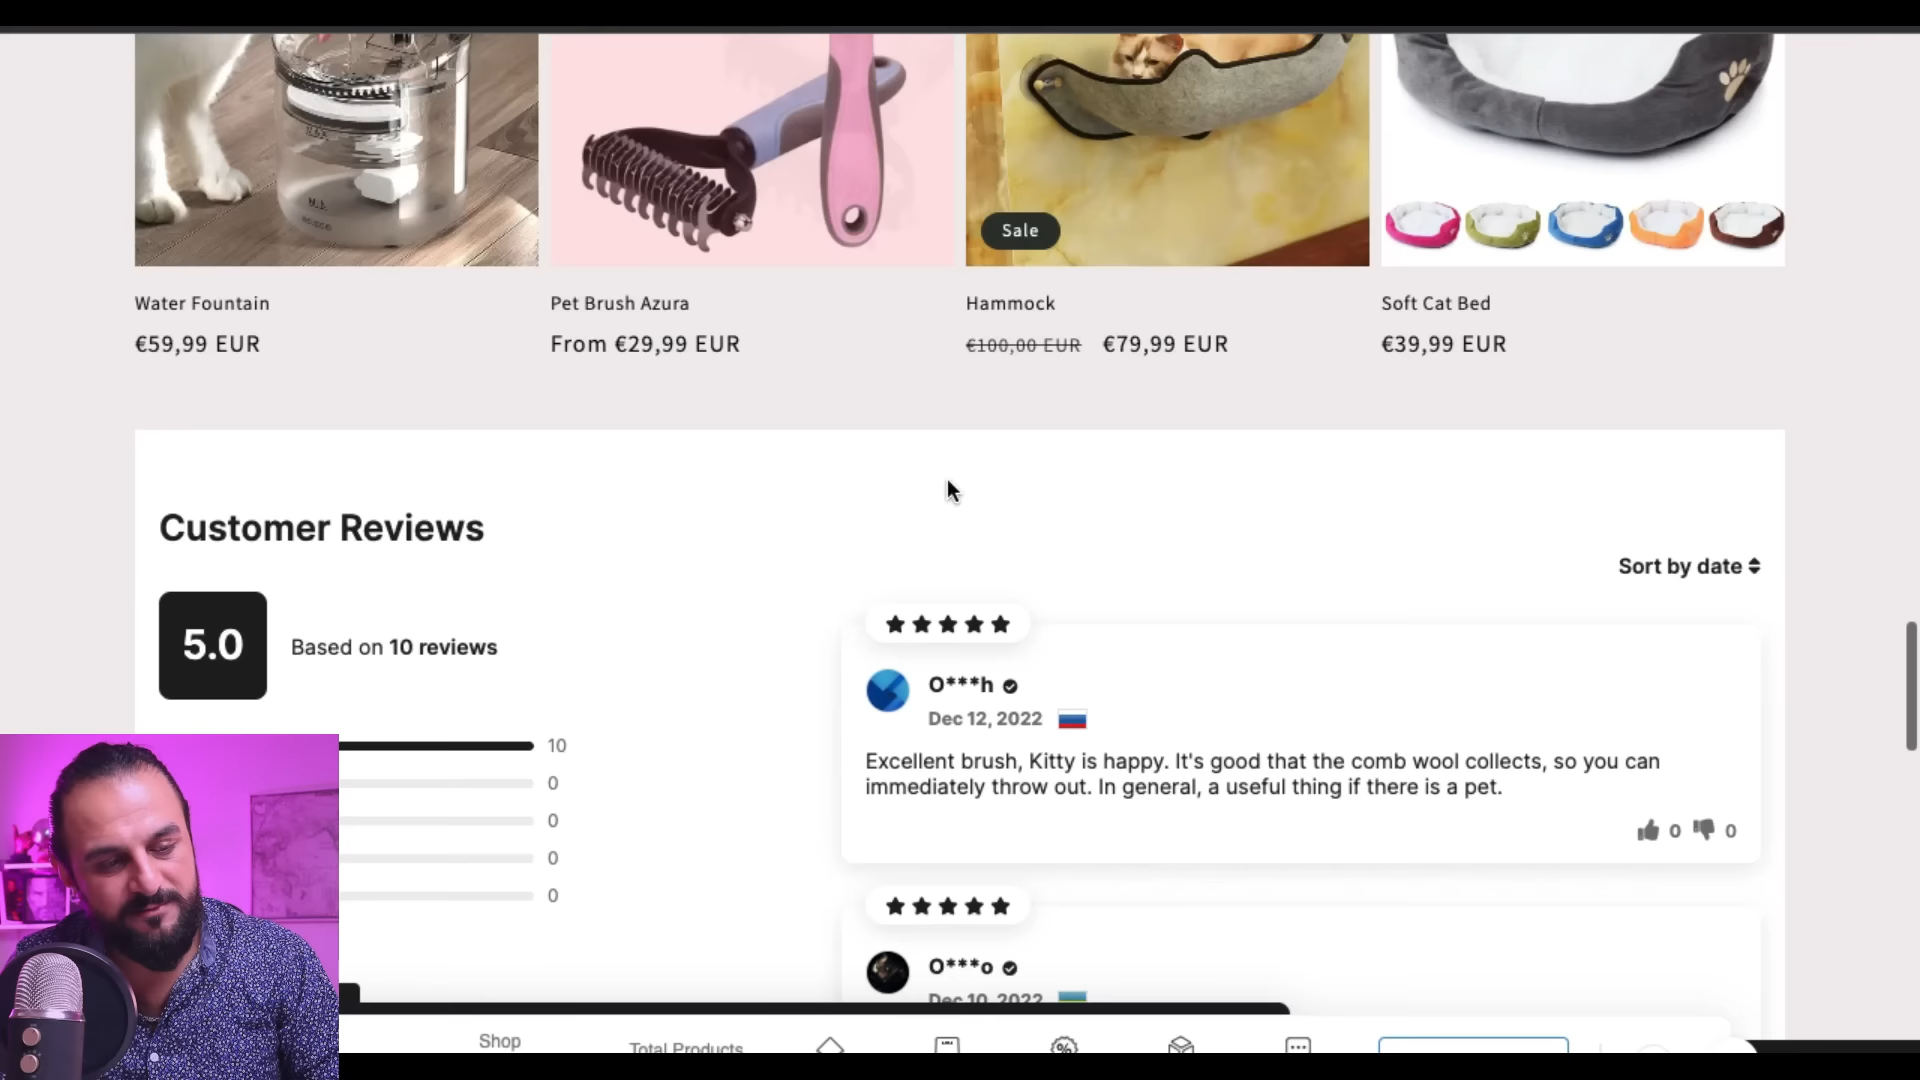 Sale
Water Fountain
€59,99 EUR
Pet Brush Azura
From €29,99 EUR
Hammock
€100,00 EUR €79,99 EUR
Soft Cat Bed
€39,99 EUR
Customer Reviews
Sort by date
5.0
Based on 10 reviews
10
0
0
0
0
O***h
Dec 12, 2022
Excellent brush, Kitty is happy. It's good that the comb wool collects, so you can
immediately throw out. In general, a useful thing if there is a pet.
0 0
O***o
Dec 10, 2022
Shop
Total Products